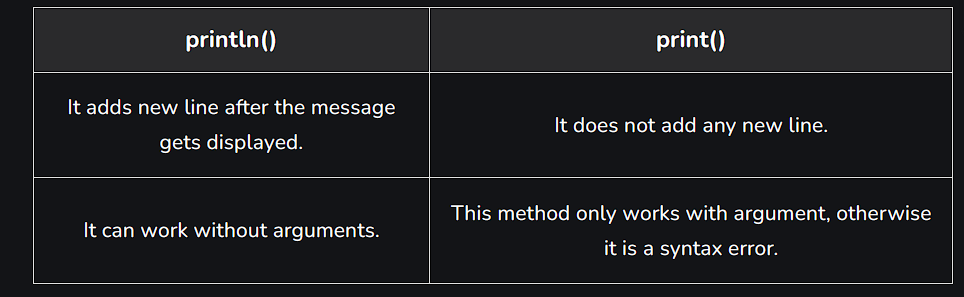 println()
print()
It adds new line after the message
gets displayed.
It does not add any new line.
It can work without arguments.
This method only works with argument, otherwise
it is a syntax error.